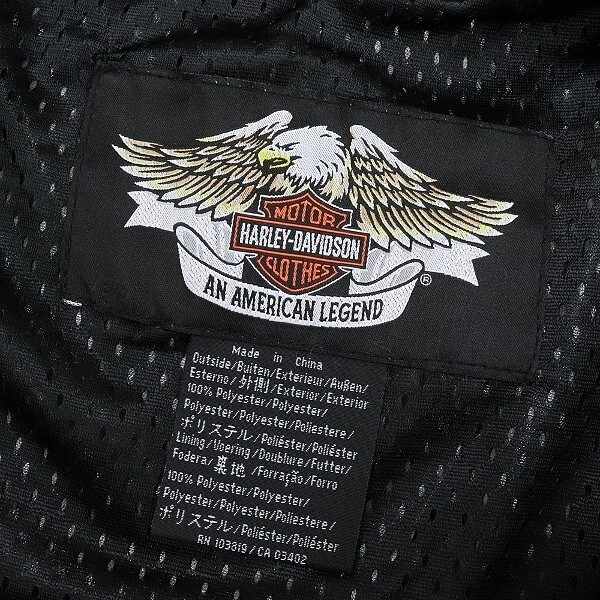 MOTOR
HARLEY-DAVIDSON
CLOTHES
®
AN AMERICAN LEGEND
Made in China
Outside/Buiten/Exterieur/Außen/
Esterno/外側/Exterior/Exterior
100% Polyester/Polyester/
Polyester/Polyester/Poliestere/
ポリステル/Poliéster/Poliéster
Lining/Voering/Doublure/Futter/
Fodera/墓地/Forração/Forro
100% Polyester/Polyester/
Polyester/Polyester/Poliestere/
ポリステル/Poliéster/Poliéster
RN 103819/CA 03402